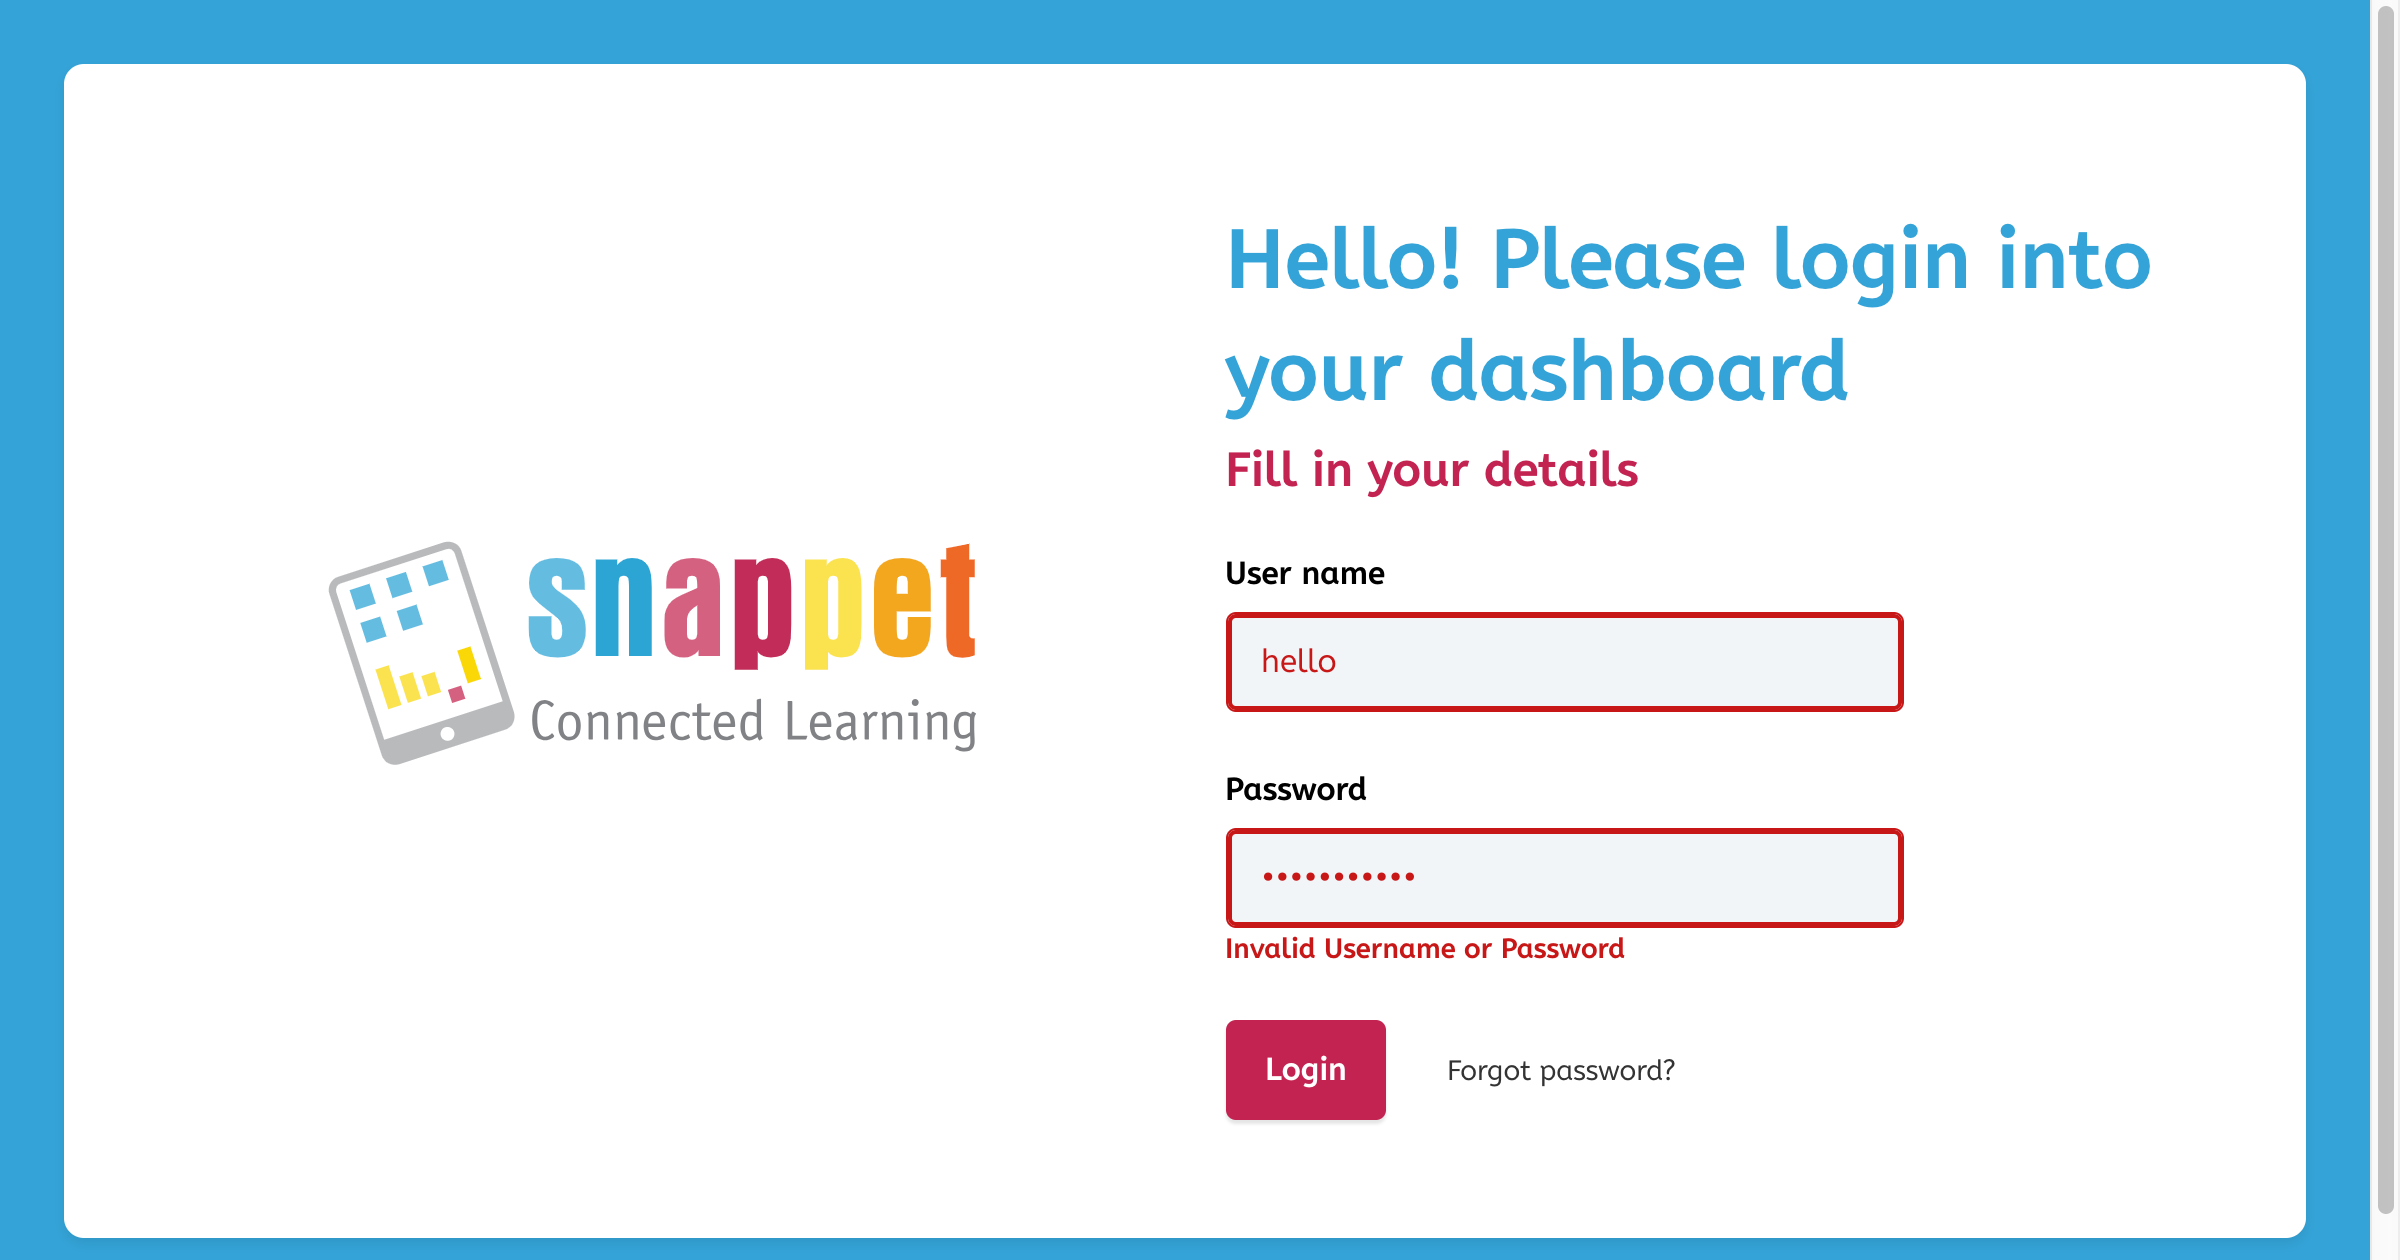 snappet
Connected Learning
Hello! Please login into
your dashboard
Fill in your details
User name
hello
Password
•••••••••••
Invalid Username or Password
Login
Forgot password?